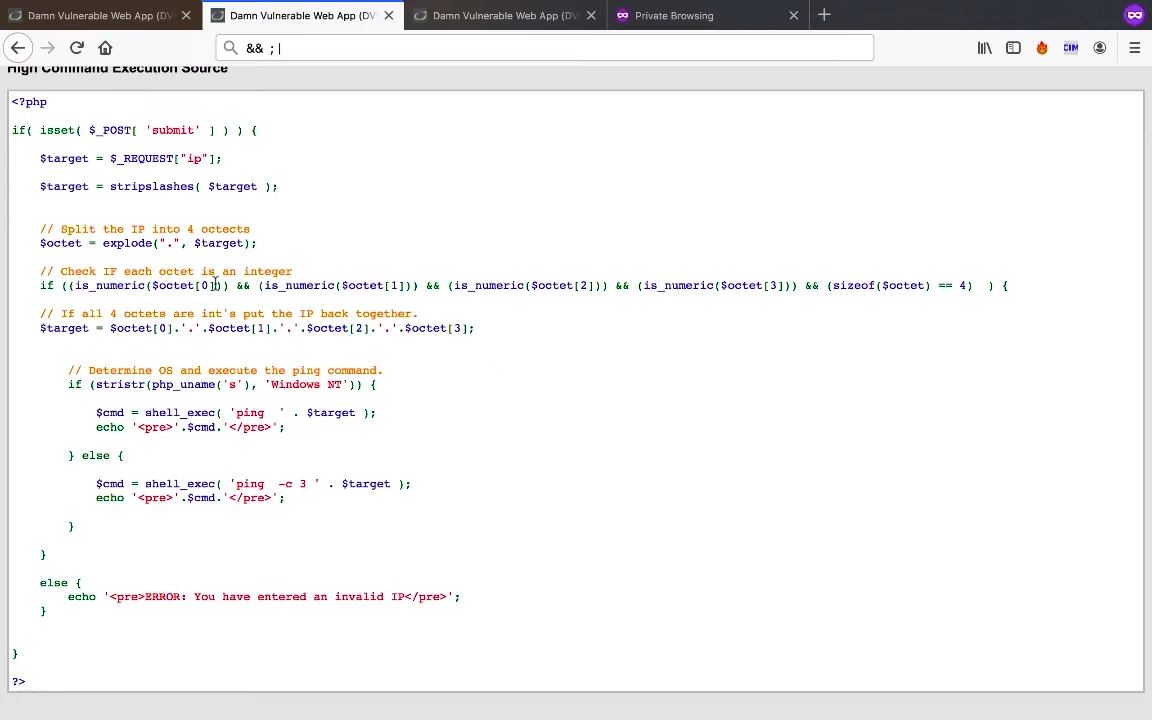 Damn Vulnerable Web App (DV
Damn Vulnerable Web App (DV
Damn Vulnerable Web App (DV
Private Browsing
&& ;
CIM
High Command Execution Source
<?php
if( isset( $_POST[ 'submit' ] ) ) {
$target = $_REQUEST["ip"];
$target = stripslashes( $target );
// Split the IP into 4 octects
$octet = explode(".", $target);
// Check IF each octet is an integer
if ((is_numeric($octet[0])) && (is_numeric($octet[1])) && (is_numeric($octet[2])) && (is_numeric($octet[3])) && (sizeof($octet) == 4)  ) {
// If all 4 octets are int's put the IP back together.
$target = $octet[0].'.'.$octet[1].'.'.$octet[2].'.'.$octet[3];
// Determine OS and execute the ping command.
if (stristr(php_uname('s'), 'Windows NT')) {
$cmd = shell_exec( 'ping  ' . $target );
echo '<pre>'.$cmd.'</pre>';
} else {
$cmd = shell_exec( 'ping  -c 3 ' . $target );
echo '<pre>'.$cmd.'</pre>';
}
}
else {
echo '<pre>ERROR: You have entered an invalid IP</pre>';
}
}
?>